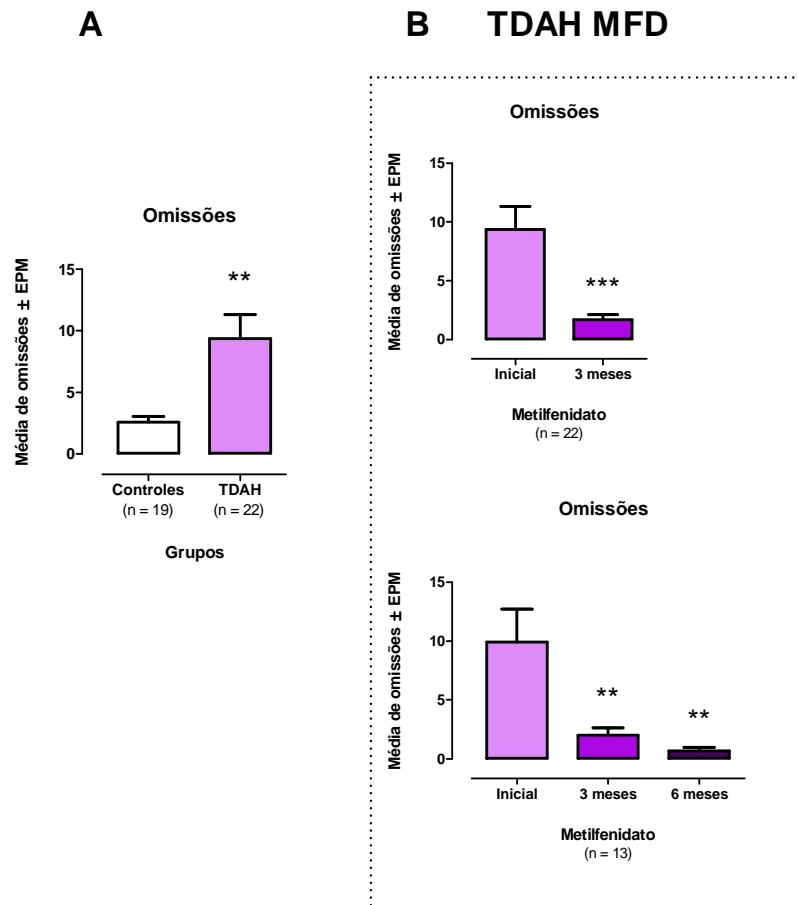 A
B TDAH MFD
Omissões
Média de omissões ± EPM
15
10
5
0
**
Controles TDAH
(n = 19) (n = 22)
Grupos
Omissões
Média de omissões ± EPM
15
10
5
0
***
Inicial 3 meses
Metilfenidato
(n = 22)
Omissões
Média de omissões ± EPM
15
10
5
0
** **
Inicial 3 meses 6 meses
Metilfenidato
(n = 13)